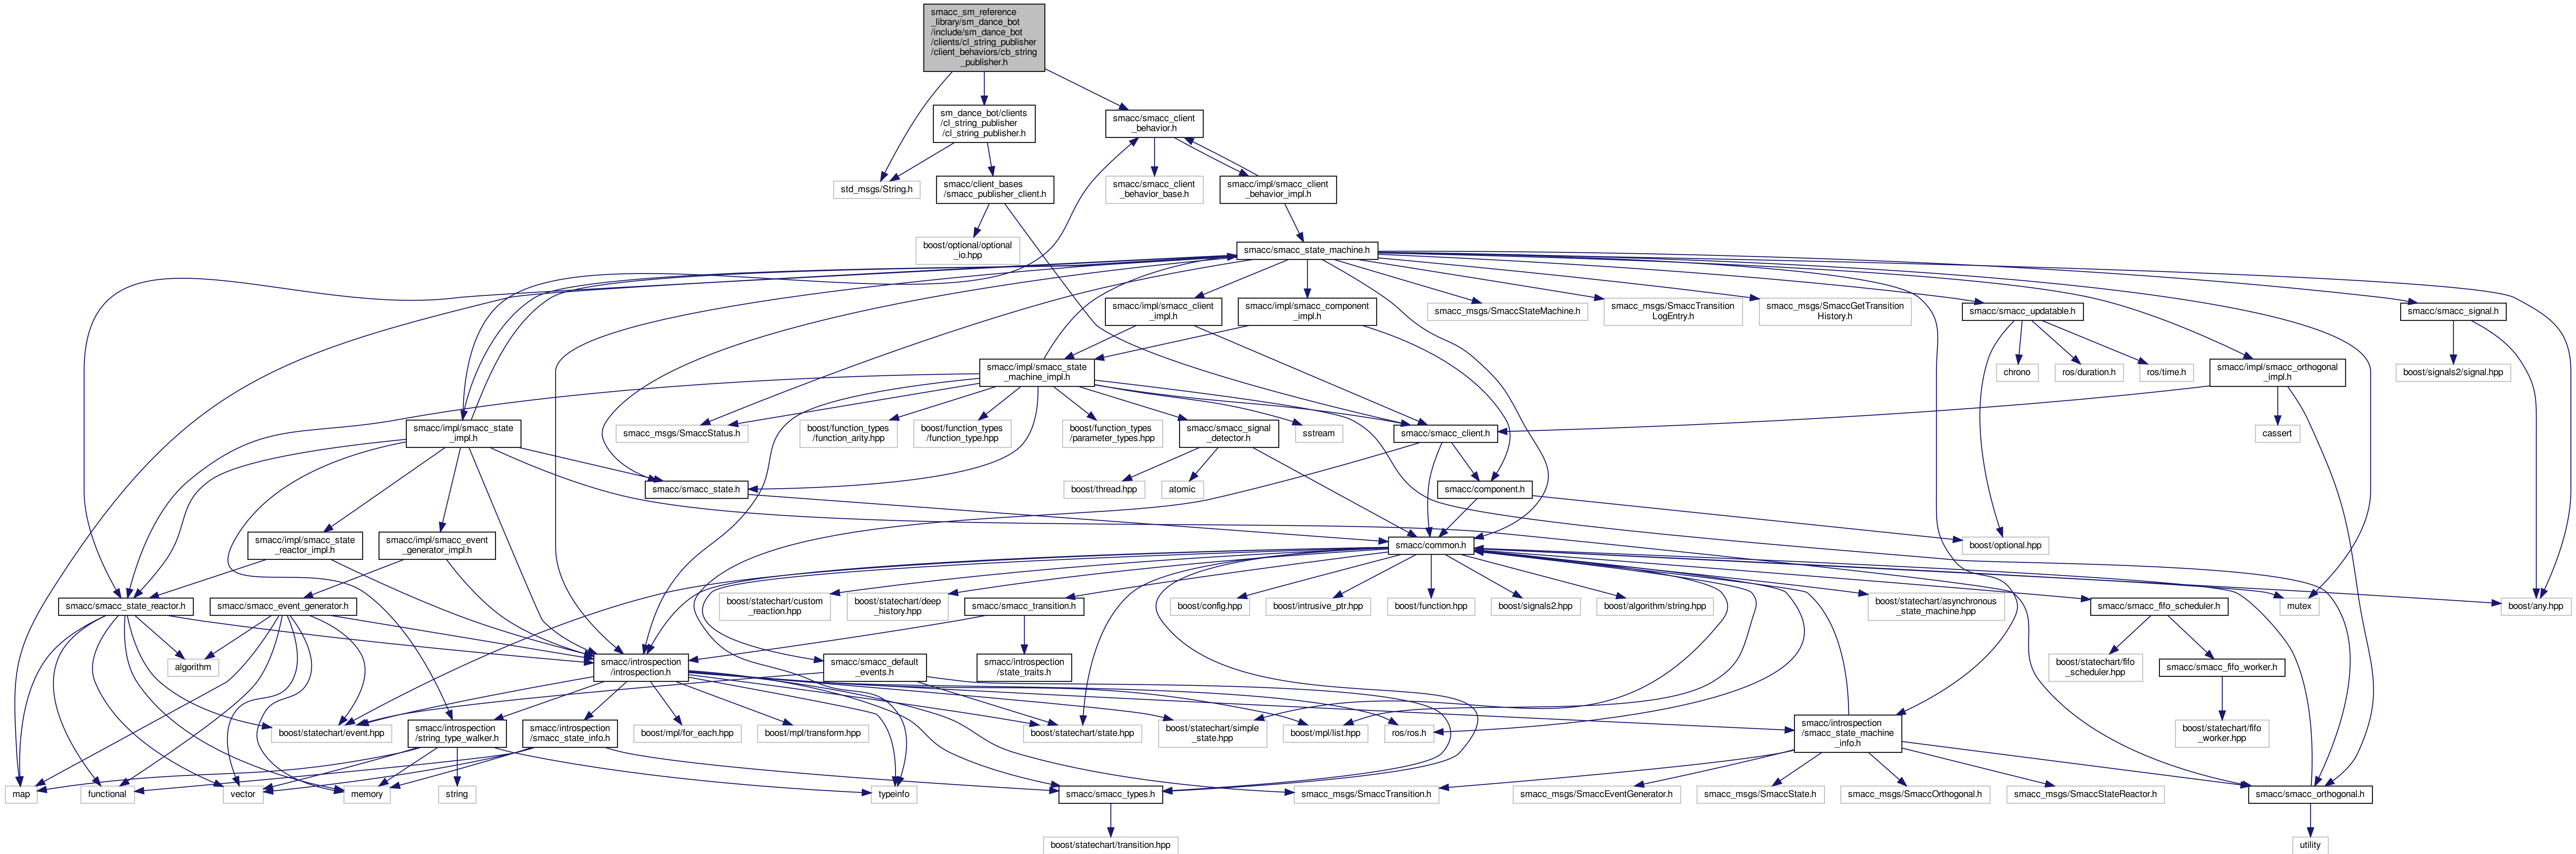 smacc_sm_reference
_library/sm_dance_bot
/include/sm_dance_bot
/clients/cl_string_publisher
/client_behaviors/cb_string
_publisher.h
sm_dance_bot/clients
/cl_string_publisher
/cl_string_publisher.h
smacc/smacc_client
_behavior.h
std_msgs/String.h
smacc/client_bases
/smacc_publisher_client.h
smacc/smacc_client
_behavior_base.h
smacc/impl/smacc_client
_behavior_impl.h
boost/optional/optional
_io.hpp
smacc/smacc_state_machine.h
smacc/impl/smacc_client
_impl.h
smacc/impl/smacc_component
_impl.h
smacc_msgs/SmaccStateMachine.h
smacc_msgs/SmaccTransition
LogEntry.h
smacc_msgs/SmaccGetTransition
History.h
smacc/smacc_updatable.h
smacc/smacc_signal.h
smacc/impl/smacc_state
_machine_impl.h
chrono
ros/duration.h
ros/time.h
smacc/impl/smacc_orthogonal
_impl.h
boost/signals2/signal.hpp
smacc/impl/smacc_state
_impl.h
smacc_msgs/SmaccStatus.h
boost/function_types
/function_arity.hpp
boost/function_types
/function_type.hpp
boost/function_types
/parameter_types.hpp
smacc/smacc_signal
_detector.h
sstream
smacc/smacc_client.h
cassert
smacc/smacc_state.h
boost/thread.hpp
atomic
smacc/component.h
smacc/impl/smacc_state
_reactor_impl.h
smacc/impl/smacc_event
_generator_impl.h
smacc/common.h
boost/optional.hpp
smacc/smacc_state_reactor.h
smacc/smacc_event_generator.h
boost/statechart/custom
_reaction.hpp
boost/statechart/deep
_history.hpp
smacc/smacc_transition.h
boost/config.hpp
boost/intrusive_ptr.hpp
boost/function.hpp
boost/signals2.hpp
boost/algorithm/string.hpp
boost/statechart/asynchronous
_state_machine.hpp
smacc/smacc_fifo_scheduler.h
mutex
boost/any.hpp
algorithm
smacc/introspection
/introspection.h
smacc/smacc_default
_events.h
smacc/introspection
/state_traits.h
boost/statechart/fifo
_scheduler.hpp
smacc/smacc_fifo_worker.h
boost/statechart/event.hpp
smacc/introspection
/string_type_walker.h
smacc/introspection
/smacc_state_info.h
boost/mpl/for_each.hpp
boost/mpl/transform.hpp
boost/statechart/state.hpp
boost/statechart/simple
_state.hpp
boost/mpl/list.hpp
ros/ros.h
smacc/introspection
/smacc_state_machine
_info.h
boost/statechart/fifo
_worker.hpp
map
functional
vector
memory
string
typeinfo
smacc/smacc_types.h
smacc_msgs/SmaccTransition.h
smacc_msgs/SmaccEventGenerator.h
smacc_msgs/SmaccState.h
smacc_msgs/SmaccOrthogonal.h
smacc_msgs/SmaccStateReactor.h
smacc/smacc_orthogonal.h
boost/statechart/transition.hpp
utility